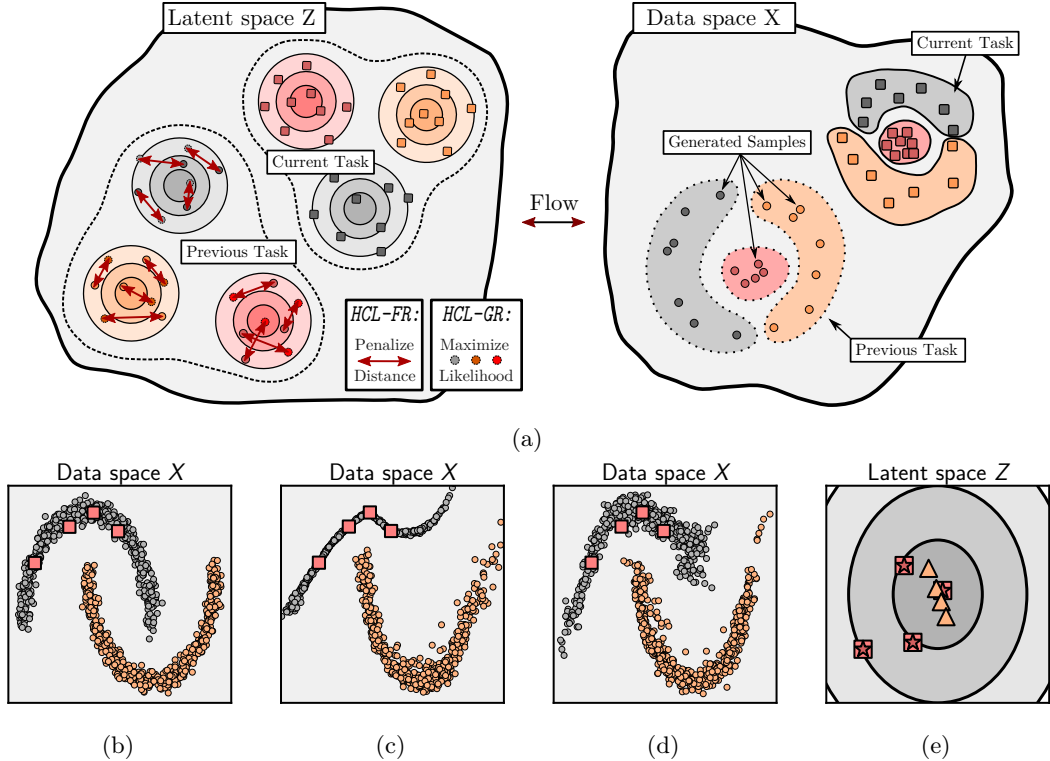 Latent space Z
Data space X
Current Task
Generated Samples
Current Task
Flow
Previous Task
HCL-FR:
Penalize
Distance
HCL-GR:
Maximize
Likelihood
Previous Task
(a)
Data space X
Data space X
Data space X
Latent space Z
(b)
(c)
(d)
(e)